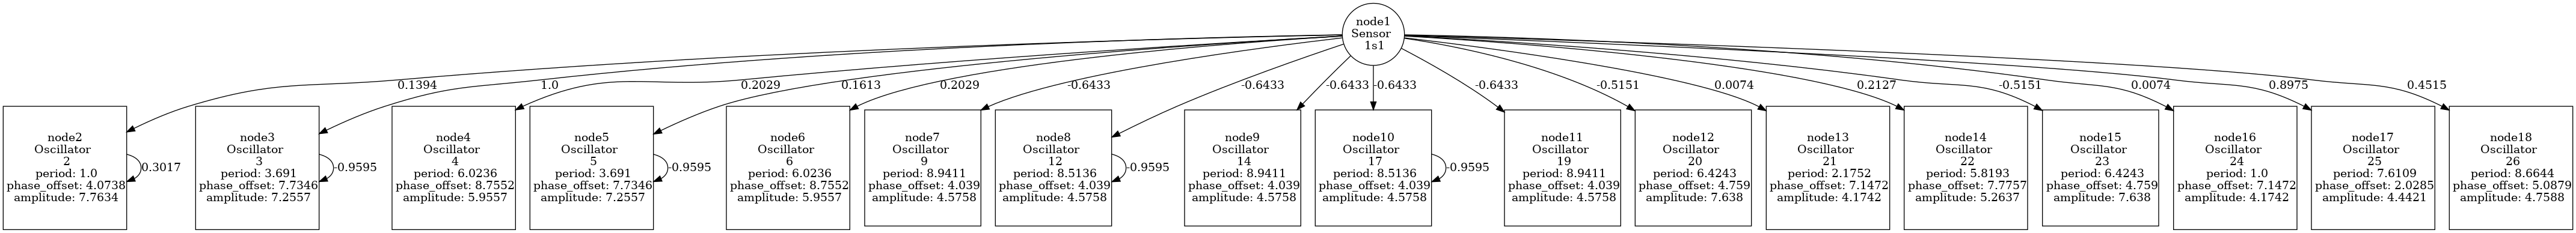 node1
Sensor
1s1
0.1394
1.0
0.2029
0.1613
0.2029
-0.6433
-0.6433
-0.6433
-0.6433
-0.6433
-0.5151
0.0074
0.2127
-0.5151
0.0074
0.8975
0.4515
node2
Oscillator
2
period: 1.0
phase_offset: 4.0738
amplitude: 7.7634
0.3017
node3
Oscillator
3
period: 3.691
phase_offset: 7.7346
amplitude: 7.2557
-0.9595
node4
Oscillator
4
period: 6.0236
phase_offset: 8.7552
amplitude: 5.9557
node5
Oscillator
5
period: 3.691
phase_offset: 7.7346
amplitude: 7.2557
-0.9595
node6
Oscillator
6
period: 6.0236
phase_offset: 8.7552
amplitude: 5.9557
node7
Oscillator
9
period: 8.9411
phase_offset: 4.039
amplitude: 4.5758
node8
Oscillator
12
period: 8.5136
phase_offset: 4.039
amplitude: 4.5758
-0.9595
node9
Oscillator
14
period: 8.9411
phase_offset: 4.039
amplitude: 4.5758
node10
Oscillator
17
period: 8.5136
phase_offset: 4.039
amplitude: 4.5758
-0.9595
node11
Oscillator
19
period: 8.9411
phase_offset: 4.039
amplitude: 4.5758
node12
Oscillator
20
period: 6.4243
phase_offset: 4.759
amplitude: 7.638
node13
Oscillator
21
period: 2.1752
phase_offset: 7.1472
amplitude: 4.1742
node14
Oscillator
22
period: 5.8193
phase_offset: 7.7757
amplitude: 5.2637
node15
Oscillator
23
period: 6.4243
phase_offset: 4.759
amplitude: 7.638
node16
Oscillator
24
period: 1.0
phase_offset: 7.1472
amplitude: 4.1742
node17
Oscillator
25
period: 7.6109
phase_offset: 2.0285
amplitude: 4.4421
node18
Oscillator
26
period: 8.6644
phase_offset: 5.0879
amplitude: 4.7588